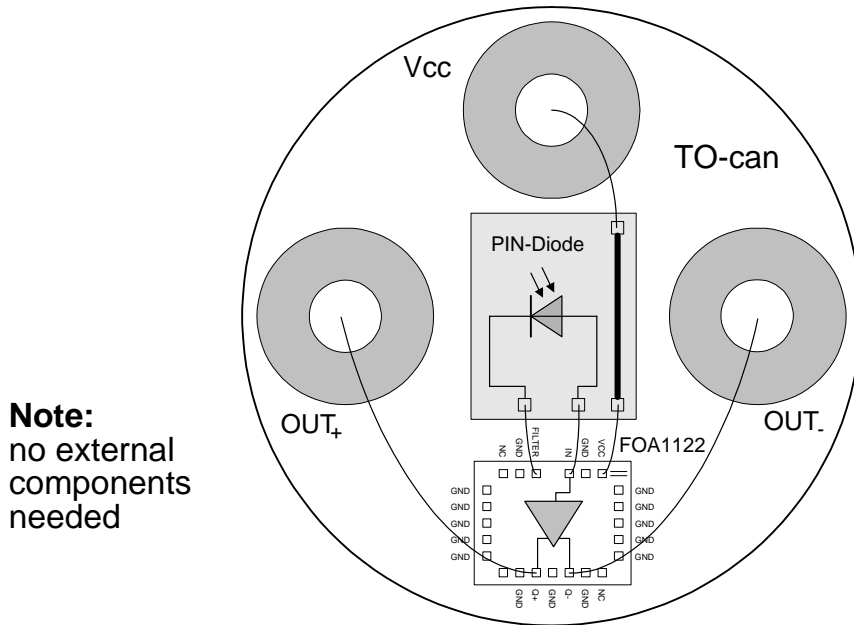 Vcc
TO-can
PIN-Diode
OUT+
OUT-
Note:
no external
components
needed
NC
GND
FILTER
IN
GND
VCC
FOA1122
GND
GND
GND
GND
GND
GND
GND
GND
GND
GND
GND
Q+
GND
Q-
GND
NC